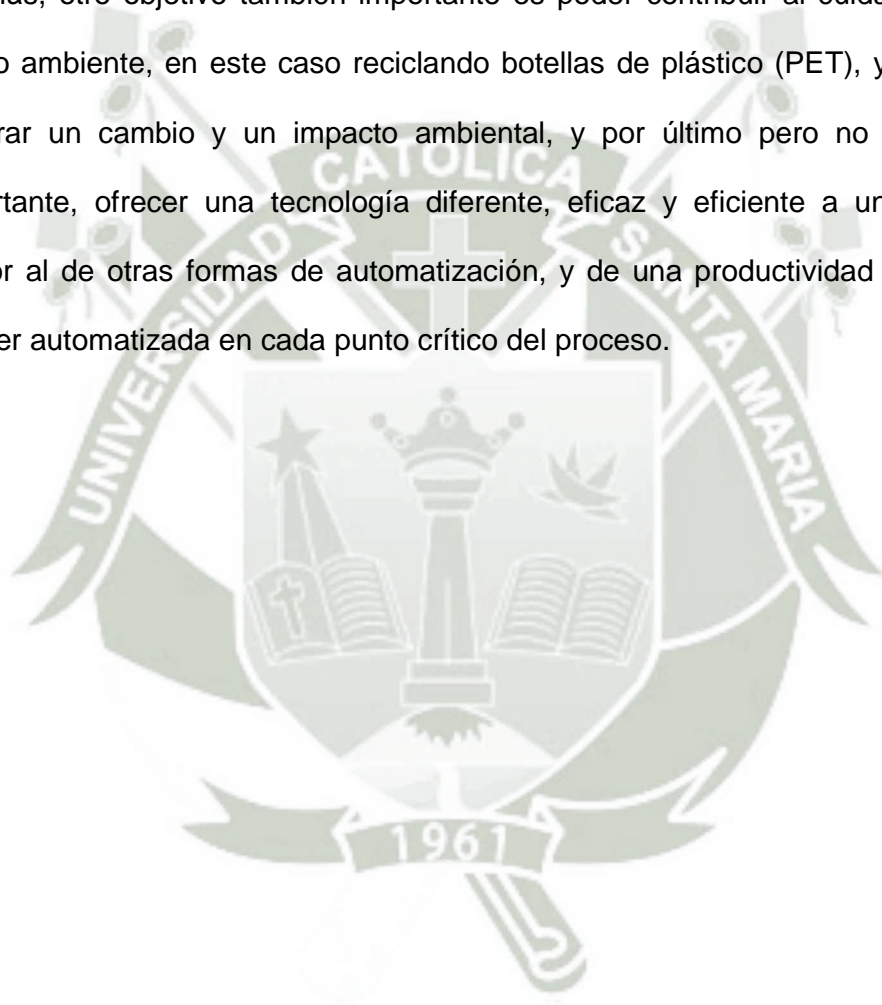 as, otro objetivo también importante es poder contribuir al cuida
o ambiente, en este caso reciclando botellas de plástico (PET), y
rar un cambio y un impacto ambiental, y por último pero no
rtante, ofrecer una tecnología diferente, eficaz y eficiente a un
or al de otras formas de automatización, y de una productividad
er automatizada en cada punto crítico del proceso.
UNIVERSIDAD CATOLICA SANTA MARIA
1961